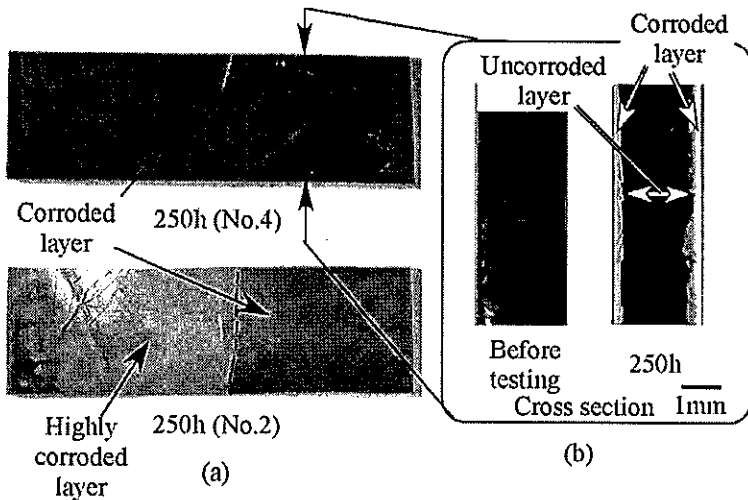 Corroded
layer
Uncorroded
layer
Corroded
layer
250h (No.4)
Before
testing
250h
Cross section
1mm
Highly
corroded
layer
250h (No.2)
(a)
(b)